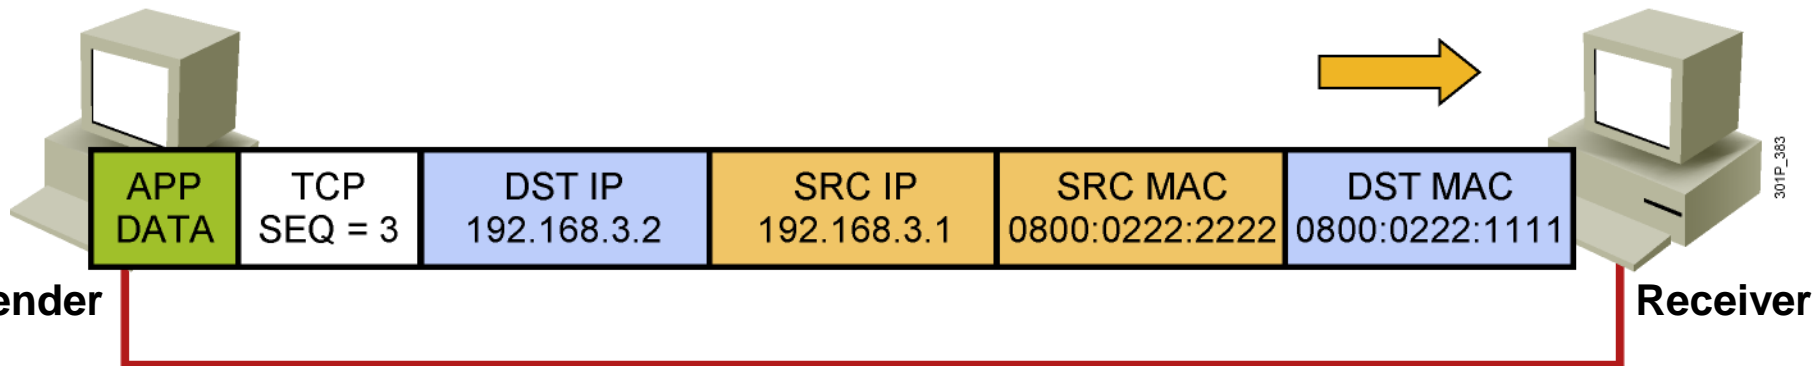 APP
DATA
TCP
SEQ = 3
DST IP
192.168.3.2
SRC IP
192.168.3.1
SRC MAC
0800:0222:2222
DST MAC
0800:0222:1111
301P_383
ender
Receiver